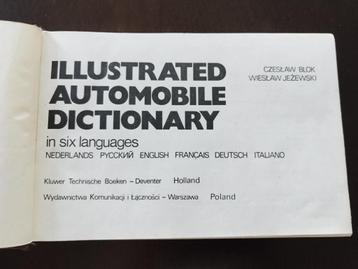 CZESŁAW BLOK
WIESŁAW JEŻEWSKI
ILLUSTRATED
AUTOMOBILE
DICTIONARY
in six languages
NEDERLANDS РУССКИЙ ENGLISH FRANÇAIS DEUTSCH ITALIANO
Kluwer Technische Boeken – Deventer Holland
Wydawnictwa Komunikacji i Łączności – Warszawa Poland